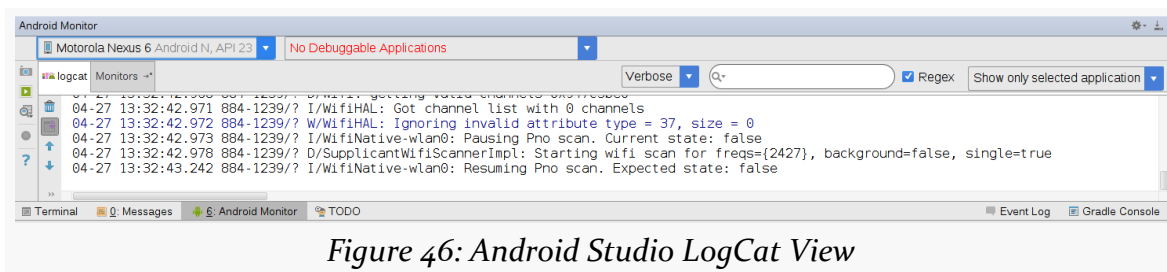 Android Monitor
Motorola Nexus 6 Android N, API 23 No Debuggable Applications
logcat Monitors Verbose Regex Show only selected application
04-27 13:32:42.971 884-1239/? I/WifiHAL: Got channel list with 0 channels
04-27 13:32:42.972 884-1239/? W/WifiHAL: Ignoring invalid attribute type = 37, size = 0
04-27 13:32:42.973 884-1239/? I/WifiNative-wlan0: Pausing Pno scan. Current state: false
04-27 13:32:42.978 884-1239/? D/SupplicantWifiScannerImpl: Starting wifi scan for freqs={2427}, background=false, single=true
04-27 13:32:43.242 884-1239/? I/WifiNative-wlan0: Resuming Pno scan. Expected state: false
Terminal 0: Messages 6: Android Monitor TODO Event Log Gradle Console
Figure 46: Android Studio LogCat View